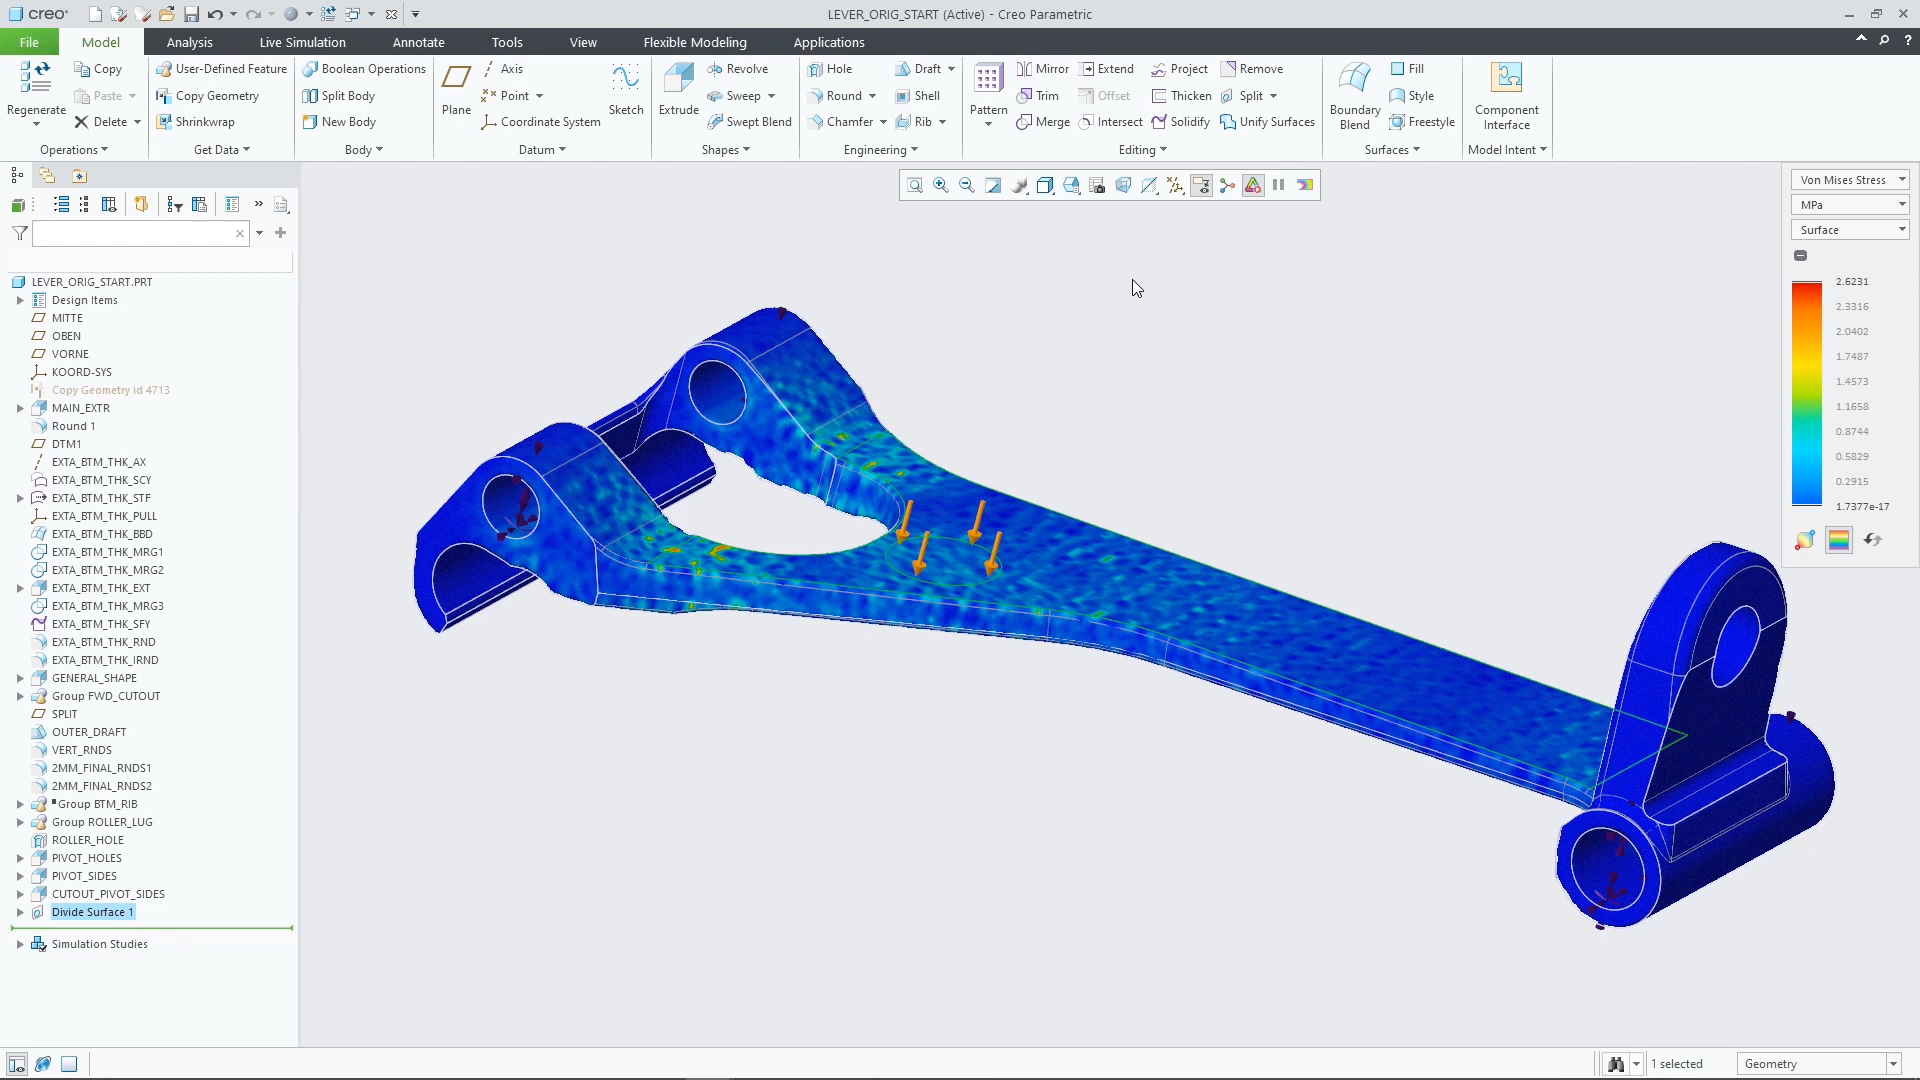 creo LEVER_ORIG_START (Active) - Creo Parametric
File Model Analysis Live Simulation Annotate Tools View Flexible Modeling Applications
Regenerate
Copy
Paste
Delete
Operations
User-Defined Feature
Copy Geometry
Shrinkwrap
Get Data
Boolean Operations
Split Body
New Body
Body
Plane
Axis
Point
Coordinate System
Sketch
Datum
Extrude
Revolve
Sweep
Swept Blend
Shapes
Hole
Round
Chamfer
Draft
Shell
Rib
Engineering
Pattern
Mirror
Trim
Merge
Extend
Offset
Intersect
Project
Thicken
Solidify
Remove
Split
Unify Surfaces
Editing
Boundary
Blend
Fill
Style
Freestyle
Surfaces
Component
Interface
Model Intent
LEVER_ORIG_START.PRT
Design Items
MITTE
OBEN
VORNE
KOORD-SYS
Copy Geometry id 4713
MAIN_EXTR
Round 1
DTM1
EXTA_BTM_THK_AX
EXTA_BTM_THK_SCY
EXTA_BTM_THK_STF
EXTA_BTM_THK_PULL
EXTA_BTM_THK_BBD
EXTA_BTM_THK_MRG1
EXTA_BTM_THK_MRG2
EXTA_BTM_THK_EXT
EXTA_BTM_THK_MRG3
EXTA_BTM_THK_SFY
EXTA_BTM_THK_RND
EXTA_BTM_THK_IRND
GENERAL_SHAPE
Group FWD_CUTOUT
SPLIT
OUTER_DRAFT
VERT_RNDS
2MM_FINAL_RNDS1
2MM_FINAL_RNDS2
Group BTM_RIB
Group ROLLER_LUG
ROLLER_HOLE
PIVOT_HOLES
PIVOT_SIDES
CUTOUT_PIVOT_SIDES
Divide Surface 1
Simulation Studies
Von Mises Stress
MPa
Surface
2.6231
2.3316
2.0402
1.7487
1.4573
1.1658
0.8744
0.5829
0.2915
1.7377e-17
1 selected
Geometry